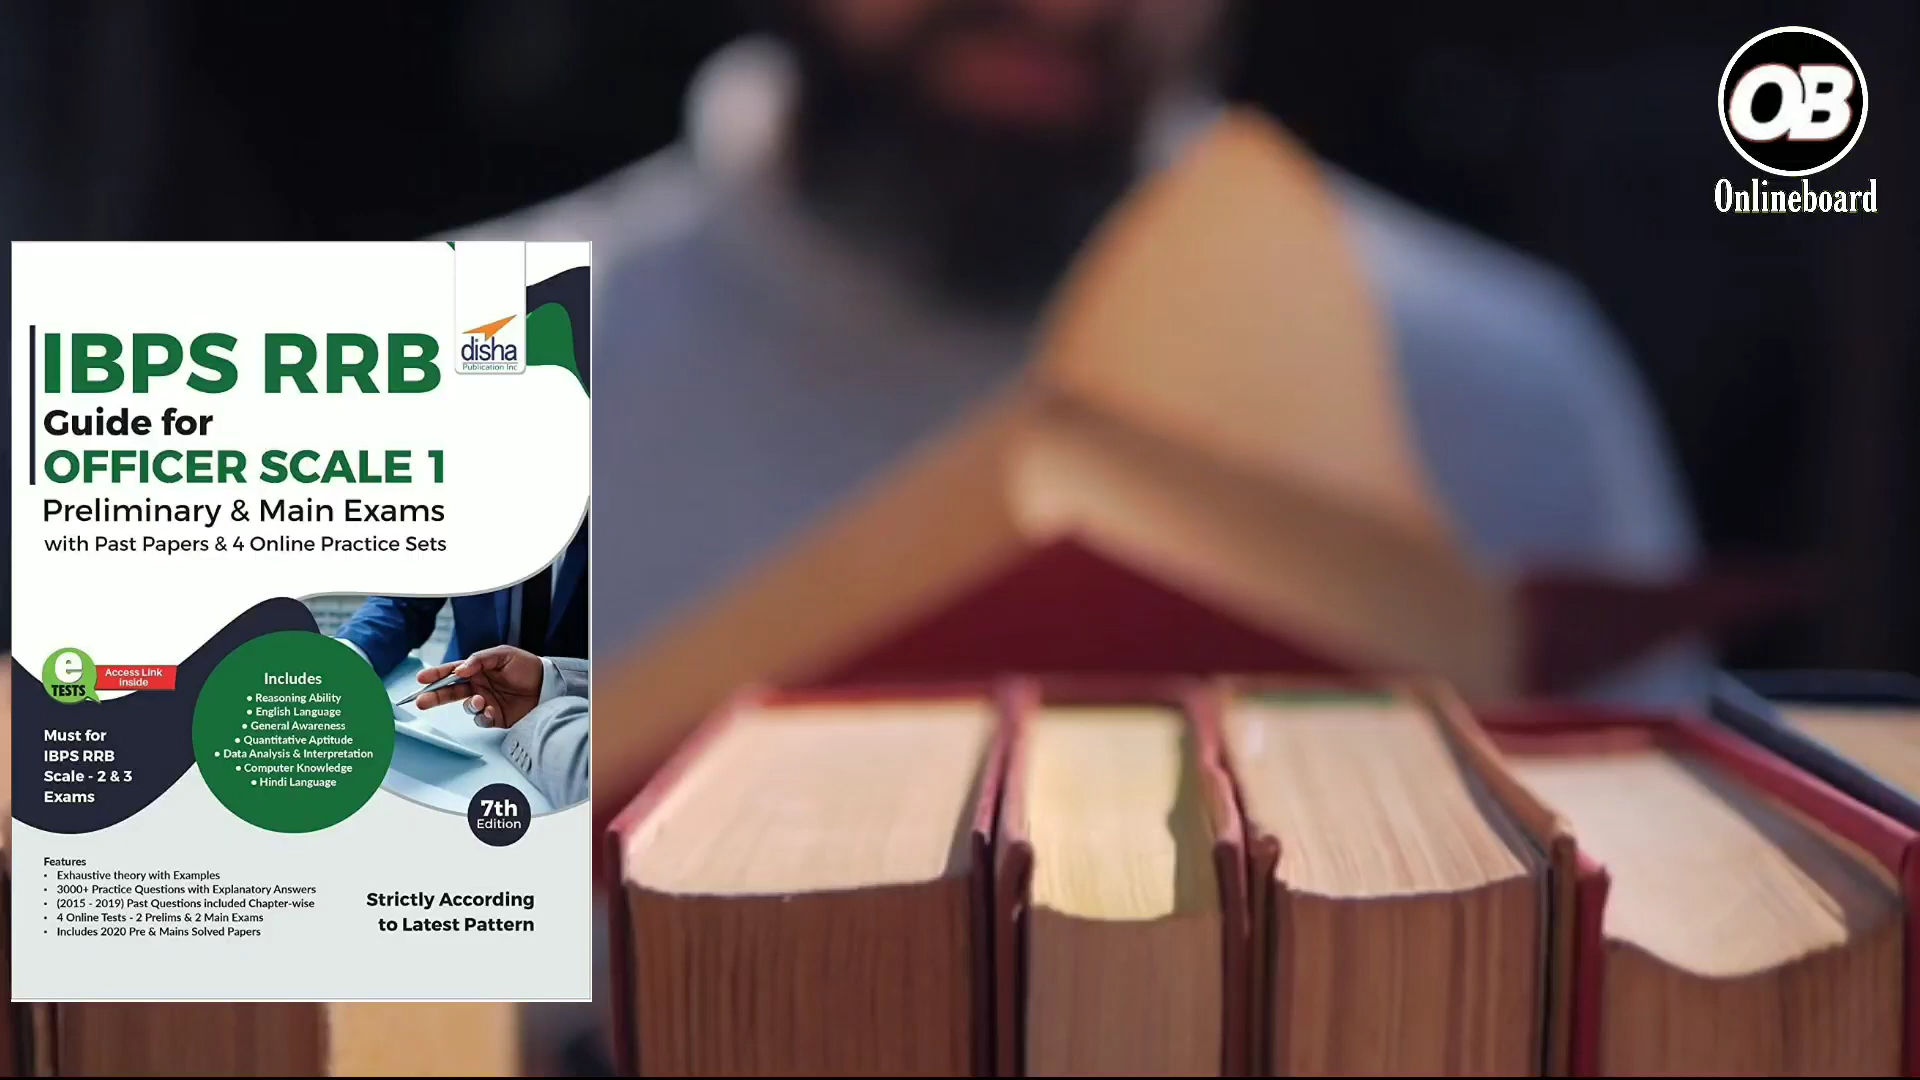 OB
Onlineboard
disha
Publication Inc
IBPS RRB
Guide for
OFFICER SCALE 1
Preliminary & Main Exams
with Past Papers & 4 Online Practice Sets
e
TESTS
Access Link
Inside
Must for
IBPS RRB
Scale - 2 & 3
Exams
Includes
• Reasoning Ability
• English Language
• General Awareness
• Quantitative Aptitude
• Data Analysis & Interpretation
• Computer Knowledge
• Hindi Language
7th
Edition
Features
• Exhaustive theory with Examples
• 3000+ Practice Questions with Explanatory Answers
• (2015 - 2019) Past Questions included Chapter-wise
• 4 Online Tests - 2 Prelims & 2 Main Exams
• Includes 2020 Pre & Mains Solved Papers
Strictly According
to Latest Pattern